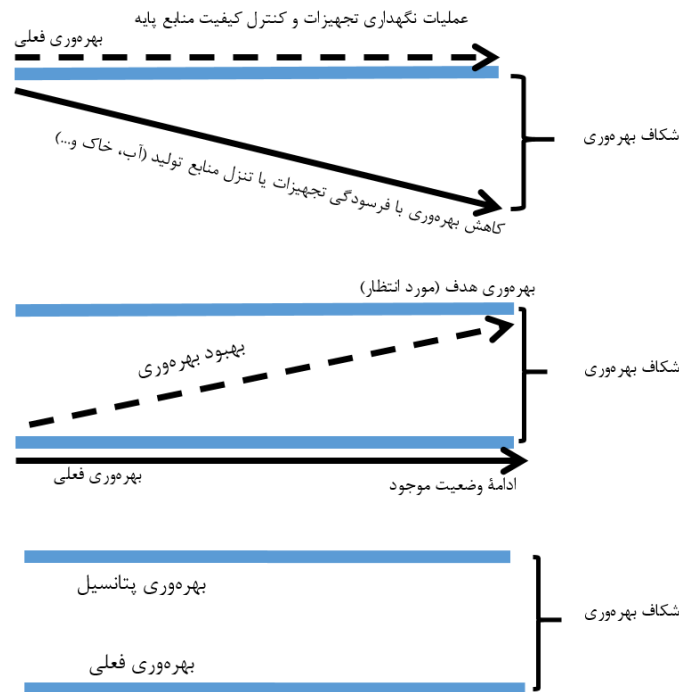 عملیات نگهداری تجهیزات و کنترل کیفیت منابع پایه
بهره‌وری فعلی
شکاف بهره‌وری
کاهش بهره‌وری با فرسودگی تجهیزات یا تنزل منابع تولید (آب، خاک و...)
بهره‌وری هدف (مورد انتظار)
بهبود بهره‌وری
شکاف بهره‌وری
بهره‌وری فعلی
ادامهٔ وضعیت موجود
بهره‌وری پتانسیل
شکاف بهره‌وری
بهره‌وری فعلی